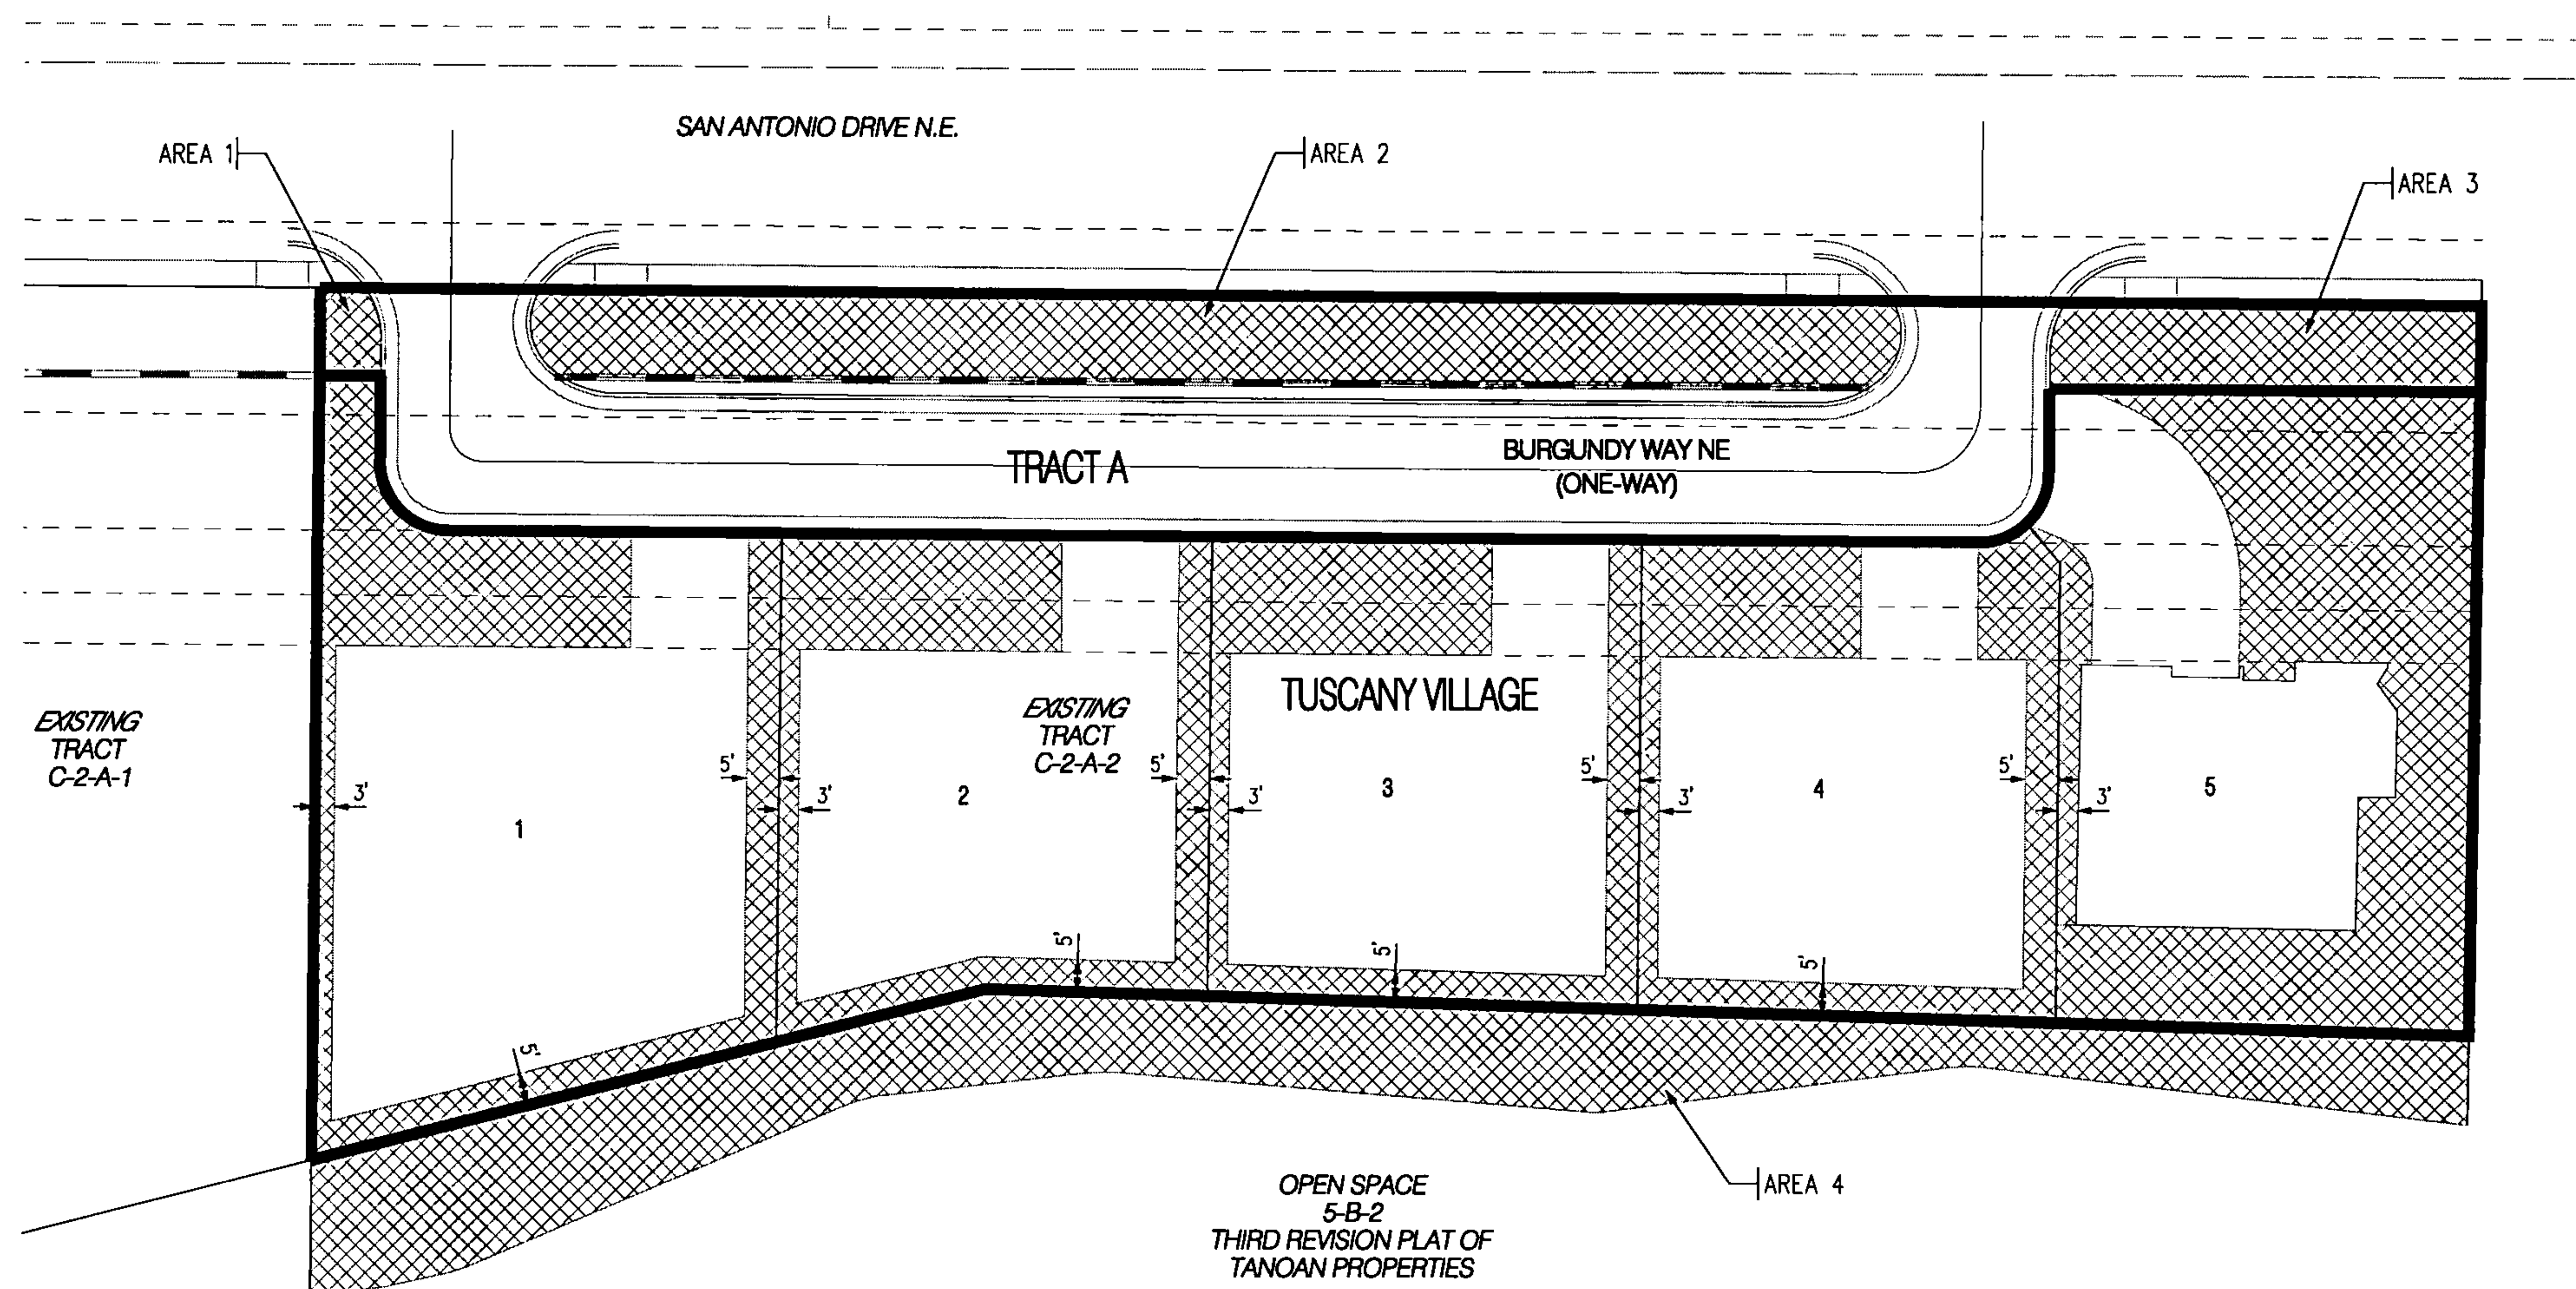 SAN ANTONIO DRIVE N.E.
AREA 1
AREA 2
AREA 3
TRACT A
BURGUNDY WAY NE
(ONE-WAY)
TUSCANY VILLAGE
EXISTING
TRACT
C-2-A-1
EXISTING
TRACT
C-2-A-2
5'
5'
5'
5'
3'
3'
3'
3'
3'
1
2
3
4
5
5'
5'
5'
5'
AREA 4
OPEN SPACE
5-B-2
THIRD REVISION PLAT OF
TANOAN PROPERTIES